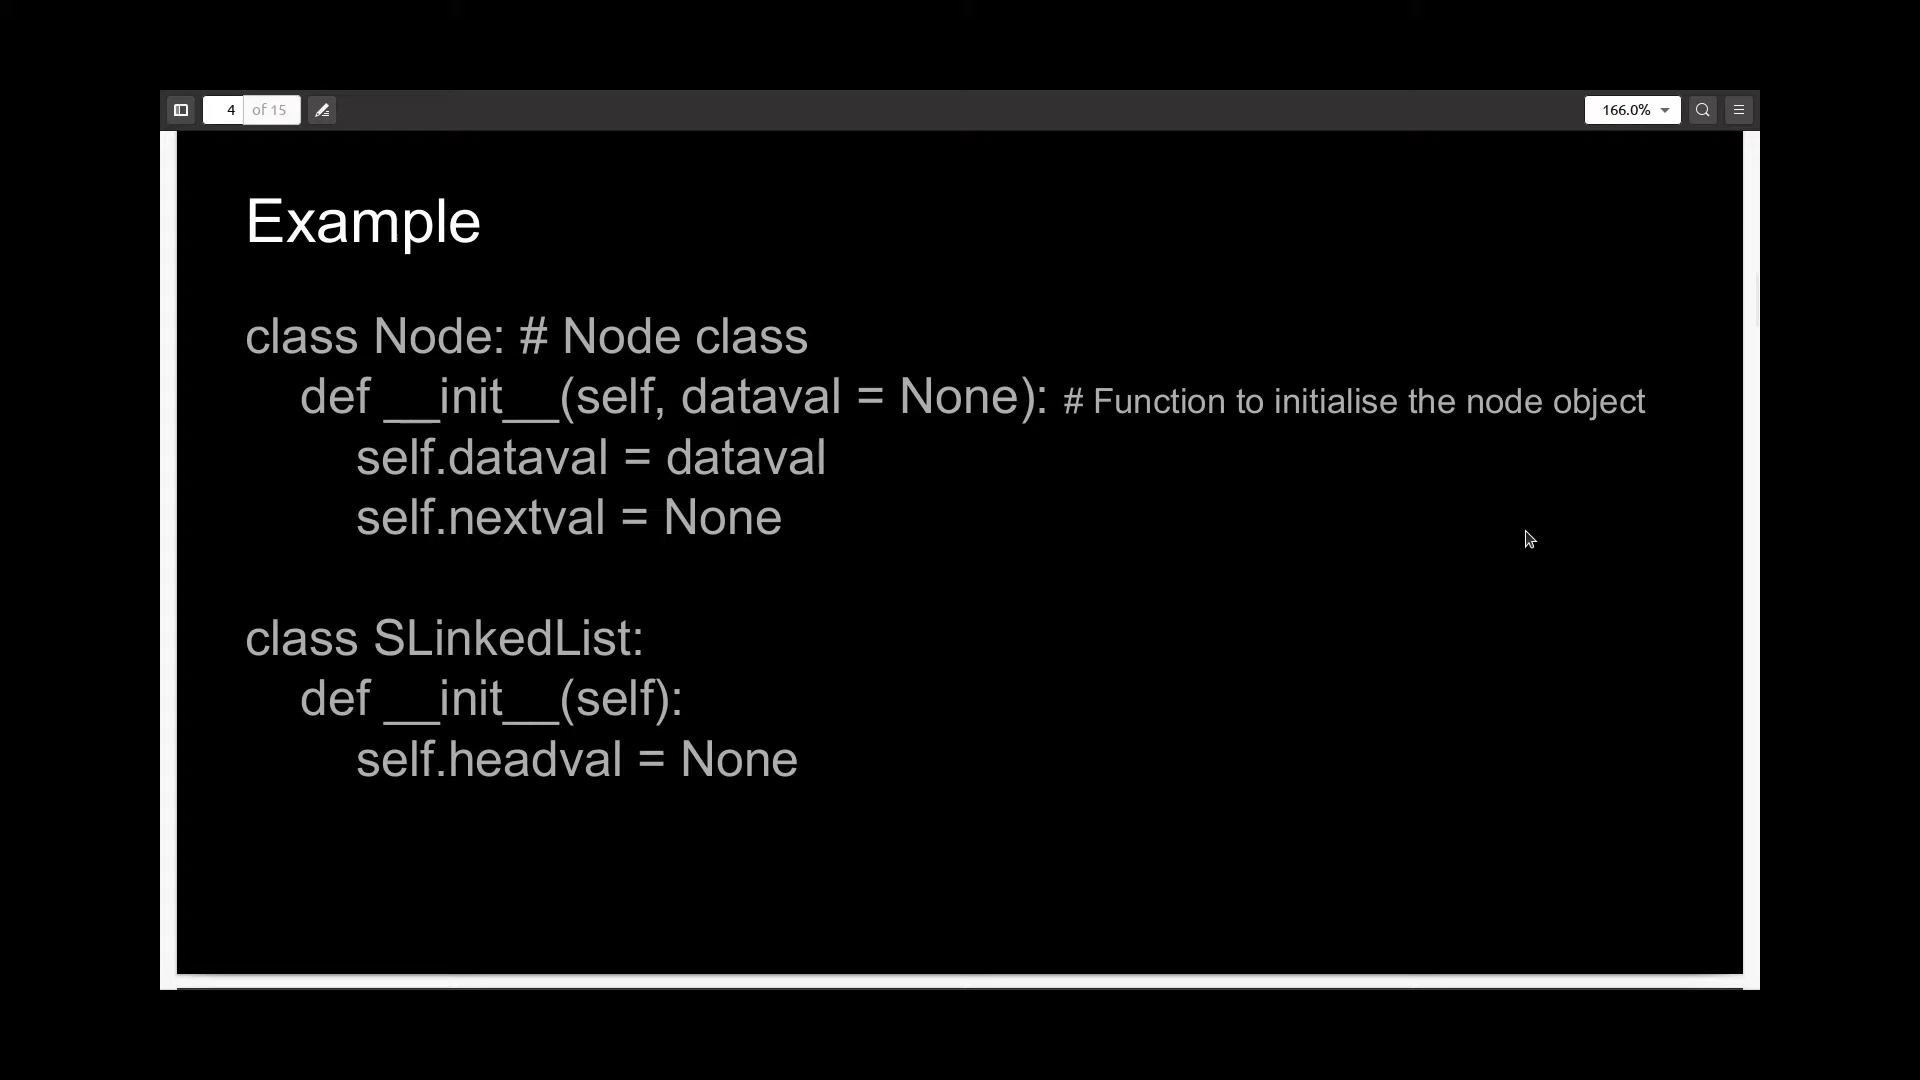 4 of 15
166.0%
Example
class Node: # Node class
def __init__(self, dataval = None): # Function to initialise the node object
self.dataval = dataval
self.nextval = None
class SLinkedList:
def __init__(self):
self.headval = None